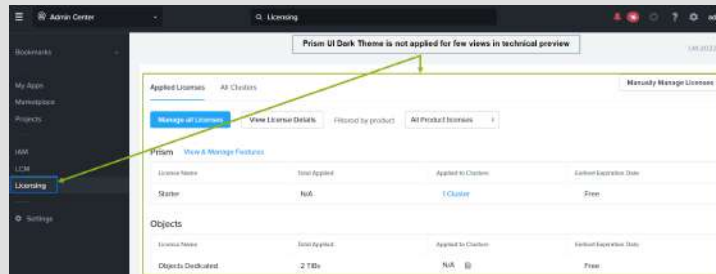 Admin Center
Licensing
?
Prism UI Dark Theme is not applied for few views in technical preview
Bookmarks
My Apps
Marketplace
Projects
IAM
LCM
Licensing
Settings
Applied Licenses
All Clusters
Manually Manage Licenses
Manage all Licenses
View License Details
Filtered by product
All Product licenses
Prism
View & Manage Features
License Name
Total Applied
Applied to Clusters
Earliest Expiration Date
Starter
N/A
1 Cluster
Free
Objects
License Name
Total Applied
Applied to Clusters
Earliest Expiration Date
Objects Dedicated
2 TiBs
N/A
Free